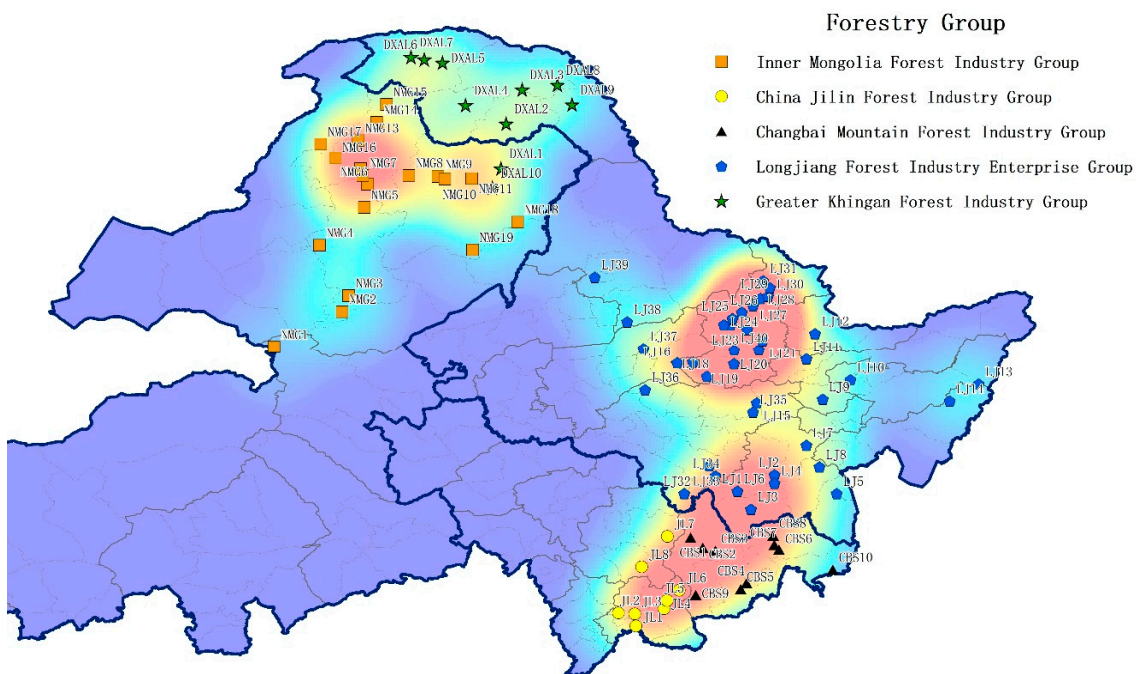 Forestry Group
Inner Mongolia Forest Industry Group
China Jilin Forest Industry Group
Changbai Mountain Forest Industry Group
Longjiang Forest Industry Enterprise Group
Greater Khingan Forest Industry Group
DXAL6
DXAL7
DXAL5
DXAL4
DXAL3
DXAL8
DXAL9
DXAL2
DXAL1
DXAL10
NMG15
NMG14
NMG13
NMG17
NMG16
NMG7
NMG6
NMG5
NMG8
NMG9
NMG10
NMG11
NMG18
NMG19
NMG4
NMG3
NMG2
NMG1
LJ39
LJ38
LJ37
LJ16
LJ36
LJ31
LJ29
LJ30
LJ28
LJ26
LJ25
LJ27
LJ24
LJ23
LJ40
LJ21
LJ20
LJ18
LJ19
LJ12
LJ11
LJ10
LJ9
LJ13
LJ14
LJ35
LJ15
LJ7
LJ8
LJ5
LJ2
LJ4
LJ6
LJ1
LJ3
LJ32
JL7
JL8
JL6
JL5
JL4
JL3
JL2
JL1
CBS1
CBS2
CBS3
CBS7
CBS8
CBS6
CBS4
CBS5
CBS9
CBS10